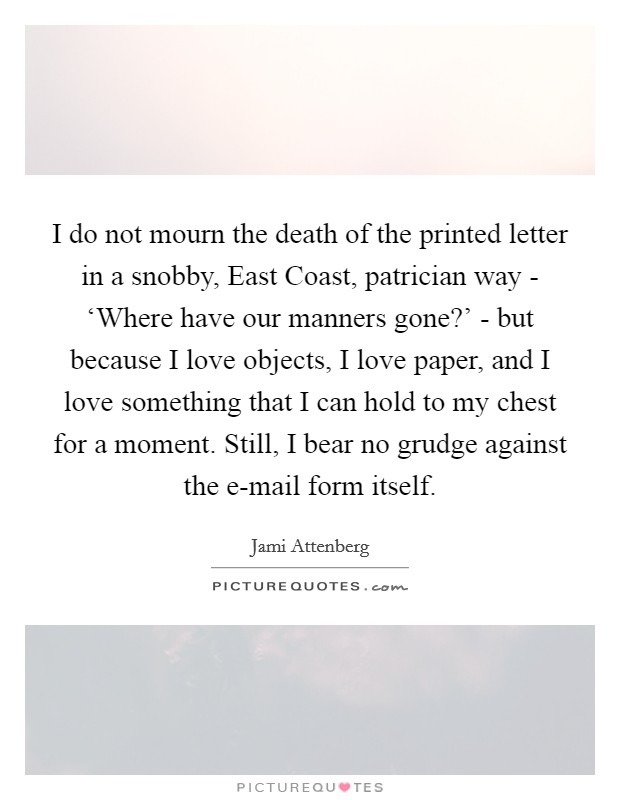 I do not mourn the death of the printed letter
in a snobby, East Coast, patrician way -
‘Where have our manners gone?’ - but
because I love objects, I love paper, and I
love something that I can hold to my chest
for a moment. Still, I bear no grudge against
the e-mail form itself.
Jami Attenberg
PICTUREQUOTES.com
PICTUREQUOTES